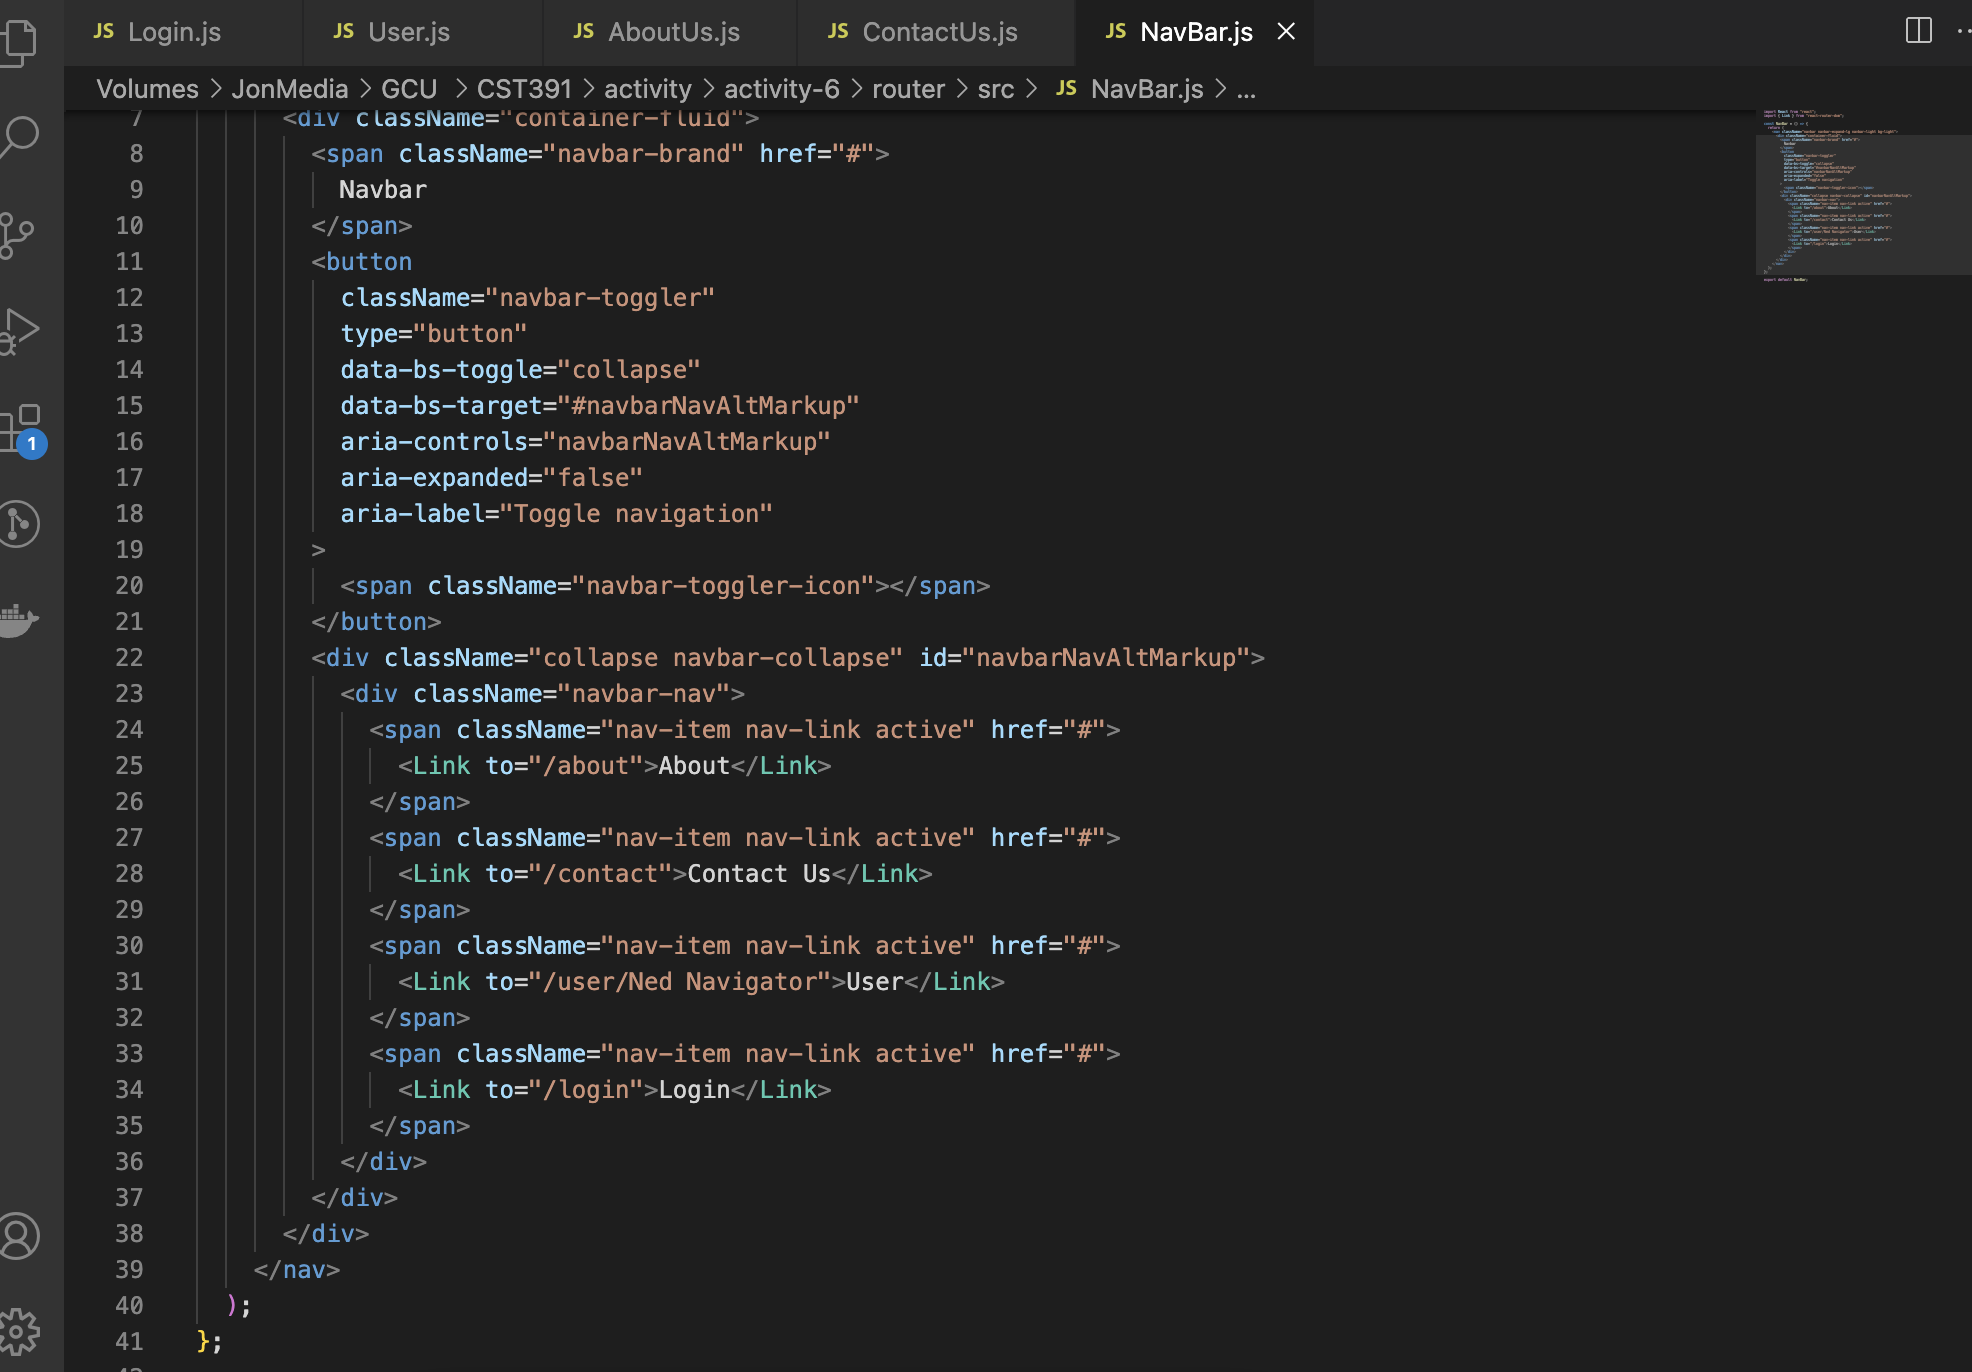 JS Login.js JS User.js JS AboutUs.js JS ContactUs.js JS NavBar.js
Volumes > JonMedia > GCU > CST391 > activity > activity-6 > router > src > JS NavBar.js > ...
7 <div className="container-fluid">
8 <span className="navbar-brand" href="#">
9 Navbar
10 </span>
11 <button
12 className="navbar-toggler"
13 type="button"
14 data-bs-toggle="collapse"
15 data-bs-target="#navbarNavAltMarkup"
16 aria-controls="navbarNavAltMarkup"
17 aria-expanded="false"
18 aria-label="Toggle navigation"
19 >
20 <span className="navbar-toggler-icon"></span>
21 </button>
22 <div className="collapse navbar-collapse" id="navbarNavAltMarkup">
23 <div className="navbar-nav">
24 <span className="nav-item nav-link active" href="#">
25 <Link to="/about">About</Link>
26 </span>
27 <span className="nav-item nav-link active" href="#">
28 <Link to="/contact">Contact Us</Link>
29 </span>
30 <span className="nav-item nav-link active" href="#">
31 <Link to="/user/Ned Navigator">User</Link>
32 </span>
33 <span className="nav-item nav-link active" href="#">
34 <Link to="/login">Login</Link>
35 </span>
36 </div>
37 </div>
38 </div>
39 </nav>
40 );
41 };
1